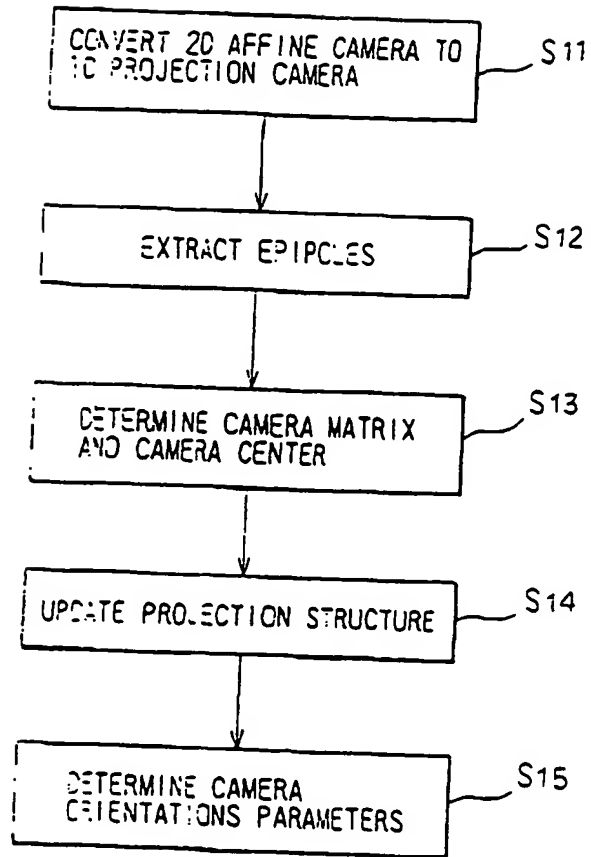 CONVERT 2D AFFINE CAMERA TO
1D PROJECTION CAMERA
S11
EXTRACT EPIPOLES
S12
DETERMINE CAMERA MATRIX
AND CAMERA CENTER
S13
UPDATE PROJECTION STRUCTURE
S14
DETERMINE CAMERA
ORIENTATIONS PARAMETERS
S15